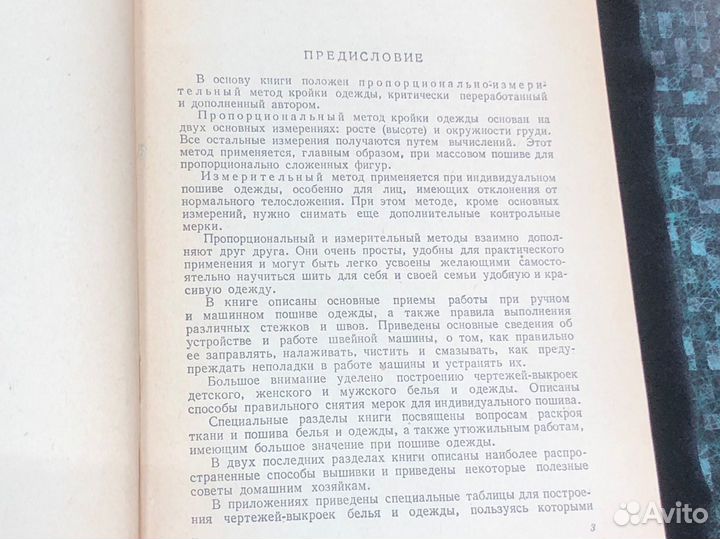 ПРЕДИСЛОВИЕ
В основу книги положен пропорционально-измери-
тельный метод кройки одежды, критически переработанный
и дополненный автором.
Пропорциональный метод кройки одежды основан на
двух основных измерениях: росте (высоте) и окружности груди.
Все остальные измерения получаются путем вычислений. Этот
метод применяется, главным образом, при массовом пошиве для
пропорционально сложенных фигур.
Измерительный метод применяется при индивидуальном
пошиве одежды, особенно для лиц, имеющих отклонения от
нормального телосложения. При этом методе, кроме основных
измерений, нужно снимать еще дополнительные контрольные
мерки.
Пропорциональный и измерительный методы взаимно допол-
няют друг друга. Они очень просты, удобны для практического
применения и могут быть легко усвоены желающими самосто-
ятельно научиться шить для себя и своей семьи удобную и кра-
сивую одежду.
В книге описаны основные приемы работы при ручном
и машинном пошиве одежды, а также правила выполнения
различных стежков и швов. Приведены основные сведения об
устройстве и работе швейной машины, о том, как правильно
ее заправлять, налаживать, чистить и смазывать, как преду-
преждать неполадки в работе машины и устранять их.
Большое внимание уделено построению чертежей-выкроек
детского, женского и мужского белья и одежды. Описаны
способы правильного снятия мерок для индивидуального пошива.
Специальные разделы книги посвящены вопросам раскроя
ткани и пошива белья и одежды, а также утюжильным работам,
имеющим большое значение при пошиве одежды.
В двух последних разделах книги описаны наиболее распро-
страненные способы вышивки и приведены некоторые полезные
советы домашним хозяйкам.
В приложениях приведены специальные таблицы для построе-
ния чертежей-выкроек белья и одежды, пользуясь которыми
3
Avito